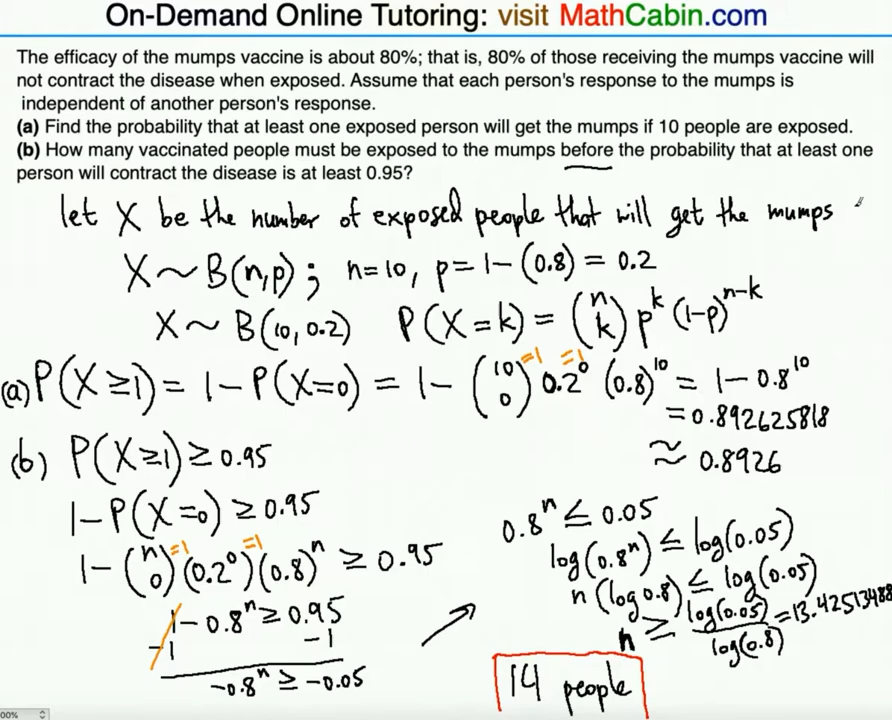 On-Demand Online Tutoring: visit MathCabin.com
The efficacy of the mumps vaccine is about 80%; that is, 80% of those receiving the mumps vaccine will
not contract the disease when exposed. Assume that each person's response to the mumps is
independent of another person's response.
(a) Find the probability that at least one exposed person will get the mumps if 10 people are exposed.
(b) How many vaccinated people must be exposed to the mumps before the probability that at least one
person will contract the disease is at least 0.95?
let X be the number of exposed people that will get the mumps
X ~ B(n,p) ; n=10, p=1-(0.8) = 0.2
X ~ B(10, 0.2) P(X=k) = (n k) p^k (1-p)^n-k
(a) P(X≥1) = 1-P(X=0) = 1-(10 0)^=1 0.2^0^=1 (0.8)^10 = 1-0.8^10
=0.892625818
≈ 0.8926
(b) P(X≥1) ≥ 0.95
1-P(X=0) ≥ 0.95
1-(n 0)^=1 (0.2^0)^=1 (0.8)^n ≥ 0.95
1-0.8^n ≥ 0.95
-1 -1
-0.8^n ≥ -0.05
0.8^n ≤ 0.05
log(0.8^n) ≤ log(0.05)
n(log 0.8) ≤ log(0.05)
n ≥ log(0.05)/log(0.8) = 13.42513488
14 people
00%